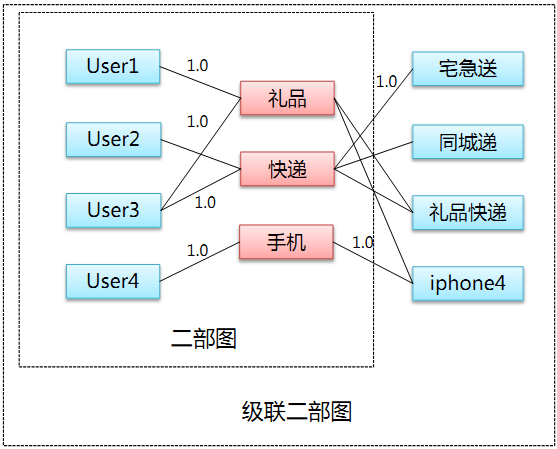 User1
1.0
礼品
1.0
宅急送
1.0
User2
快递
同城递
User3
1.0
礼品快递
手机
1.0
1.0
User4
iphone4
二部图
级联二部图